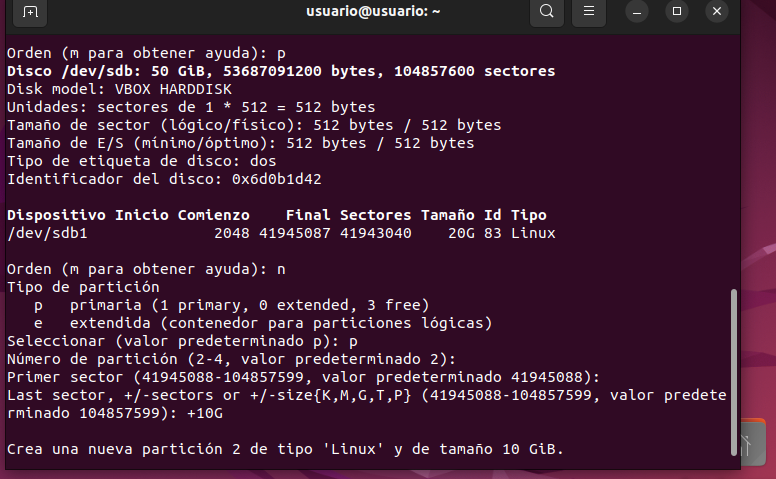 usuario@usuario: ~
Orden (m para obtener ayuda): p
Disco /dev/sdb: 50 GiB, 53687091200 bytes, 104857600 sectores
Disk model: VBOX HARDDISK
Unidades: sectores de 1 * 512 = 512 bytes
Tamaño de sector (lógico/físico): 512 bytes / 512 bytes
Tamaño de E/S (mínimo/óptimo): 512 bytes / 512 bytes
Tipo de etiqueta de disco: dos
Identificador del disco: 0x6d0b1d42
Dispositivo Inicio Comienzo    Final Sectores Tamaño Id Tipo
/dev/sdb1              2048 41945087 41943040    20G 83 Linux
Orden (m para obtener ayuda): n
Tipo de partición
   p   primaria (1 primary, 0 extended, 3 free)
   e   extendida (contenedor para particiones lógicas)
Seleccionar (valor predeterminado p): p
Número de partición (2-4, valor predeterminado 2):
Primer sector (41945088-104857599, valor predeterminado 41945088):
Last sector, +/-sectors or +/-size{K,M,G,T,P} (41945088-104857599, valor predete
rminado 104857599): +10G
Crea una nueva partición 2 de tipo 'Linux' y de tamaño 10 GiB.